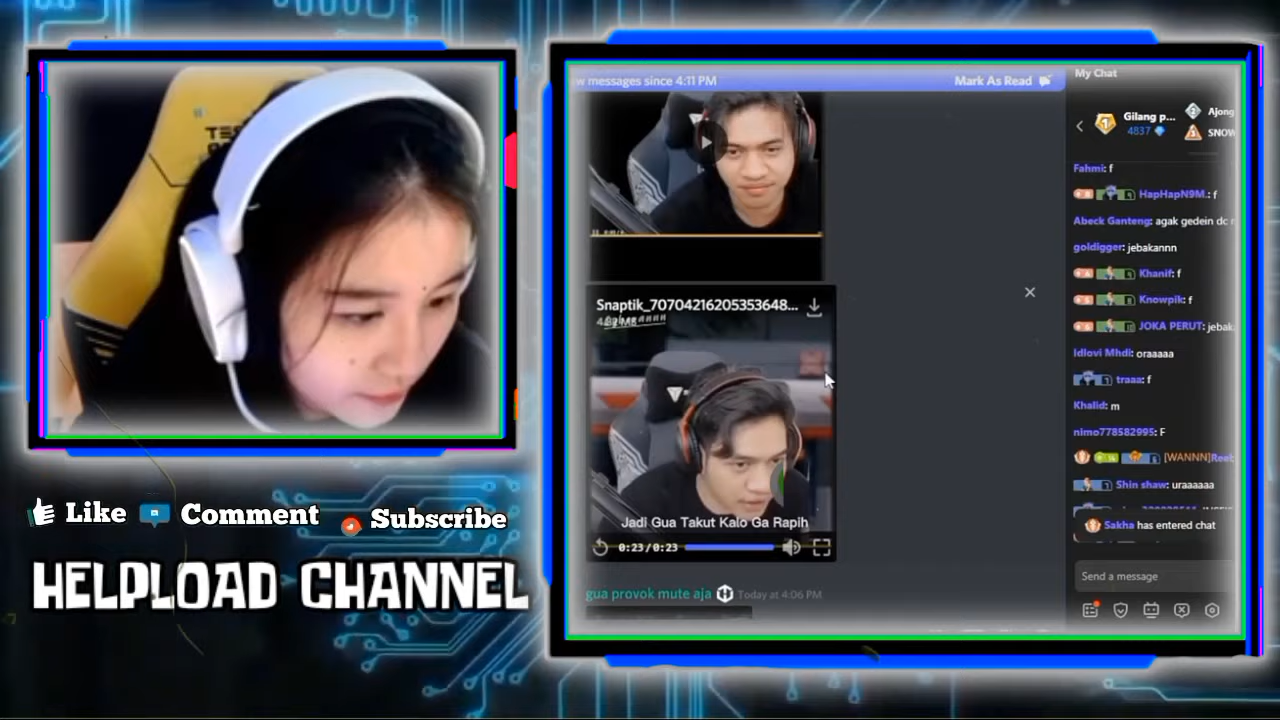 Like Comment Subscribe
HELPLOAD CHANNEL
messages since 4:11 PM
Mark As Read
Snaptik_70704216205353648...
Jadi Gua Takut Kalo Ga Rapih
0:23/0:23
gua provok mute aja Today at 4:06 PM
My Chat
Gilang p...
4837
Ajong
SNOW
Fahmi: f
HapHapN9M.: f
Abeck Ganteng: agak gedein dc
goldigger: jebakannn
Khanif: f
Knowpik: f
JOKA PERUT: jebak
Idlovi Mhdi: oraaaaa
traaa: f
Khalid: m
nimo778582995: F
[WANNN]Reel
Shin shaw: uraaaaaa
Sakha has entered chat
Send a message